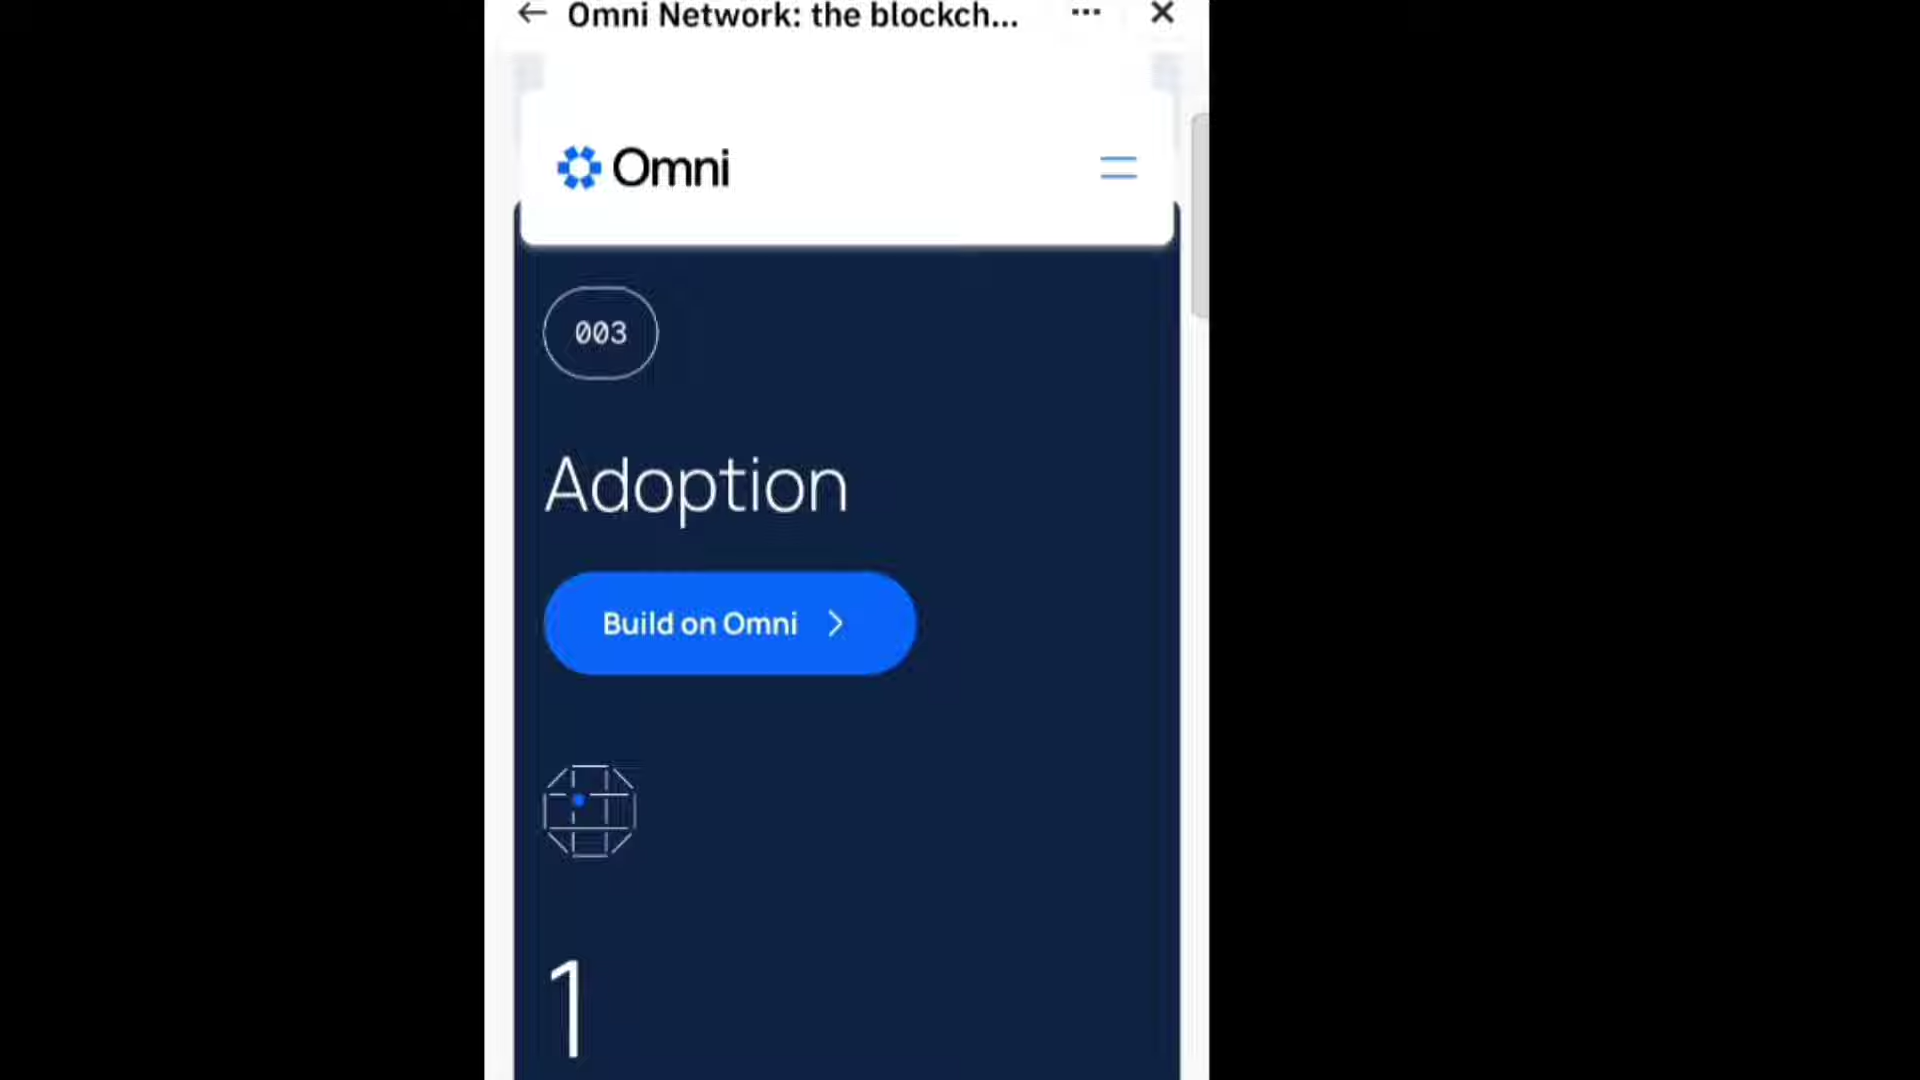 Omni Network: the blockch...
Omni
003
Adoption
Build on Omni
1